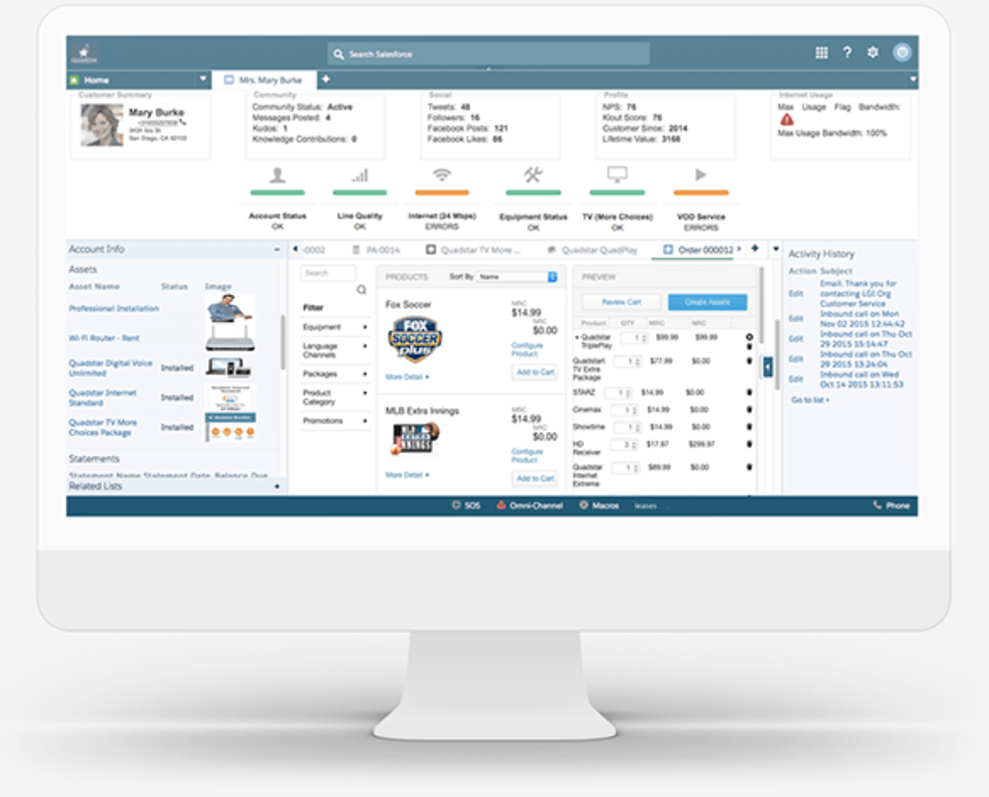 Search Salesforce
Home
Mrs. Mary Burke
Customer Summary
Mary Burke
3434 Gra St
San Diego, CA 92103
Community
Community Status: Active
Messages Posted: 4
Kudos: 1
Knowledge Contributions: 0
Social
Tweets: 48
Followers: 16
Facebook Posts: 121
Facebook Likes: 86
Profile
NPS: 76
Klout Score: 76
Customer Since: 2014
Lifetime Value: 3168
Internet Usage
Max Usage Flag Bandwidth:
Max Usage Bandwidth: 100%
Account Status
OK
Line Quality
OK
Internet (24 Mbps)
ERRORS
Equipment Status
OK
TV (More Choices)
OK
VOD Service
ERRORS
Account Info
Assets
Asset Name Status Image
Professional Installation
Wi-Fi Router - Rent
Quadstar Digital Voice
Unlimited
Installed
Quadstar Internet
Standard
Installed
Quadstar TV More
Choices Package
Installed
Statements
Statement Name Statement Date Balance Due
Related Lists
-0002
PA-0014
Quadstar TV More ...
Quadstar QuadPlay
Order 000012
Search
Filter
Equipment
Language
Channels
Packages
Product
Category
Promotions
PRODUCTS
Sort By Name
Fox Soccer
FOX
SOCCER
plus
MRC
$14.99
NRC
$0.00
Configure
Product
More Detail
Add to Cart
MLB Extra Innings
MLB
EXTRA
INNINGS
MRC
$14.99
NRC
$0.00
Configure
Product
More Detail
Add to Cart
PREVIEW
Review Cart
Create Assets
Product QTY MRC NRC
Quadstar
TriplePlay
1 $99.99 $99.99
Quadstart
TV Extra
Package
1 $77.99 $0.00
STARZ 1 $14.99 $0.00
Cinemax 1 $14.99 $0.00
Showtime 1 $14.99 $0.00
HD
Receiver
3 $17.97 $299.97
Quadstar
Internet
Extreme
1 $89.99 $0.00
Activity History
Action Subject
Edit
Email: Thank you for
contacting LGI Org
Customer Service
Edit
Inbound call on Mon
Nov 02 2015 12:44:42
Edit
Inbound call on Thu Oct
29 2015 15:14:47
Edit
Inbound call on Thu Oct
29 2015 13:24:04
Edit
Inbound call on Wed
Oct 14 2015 13:11:53
Go to list
SOS
Omni-Channel
Macros
leases ...
Phone